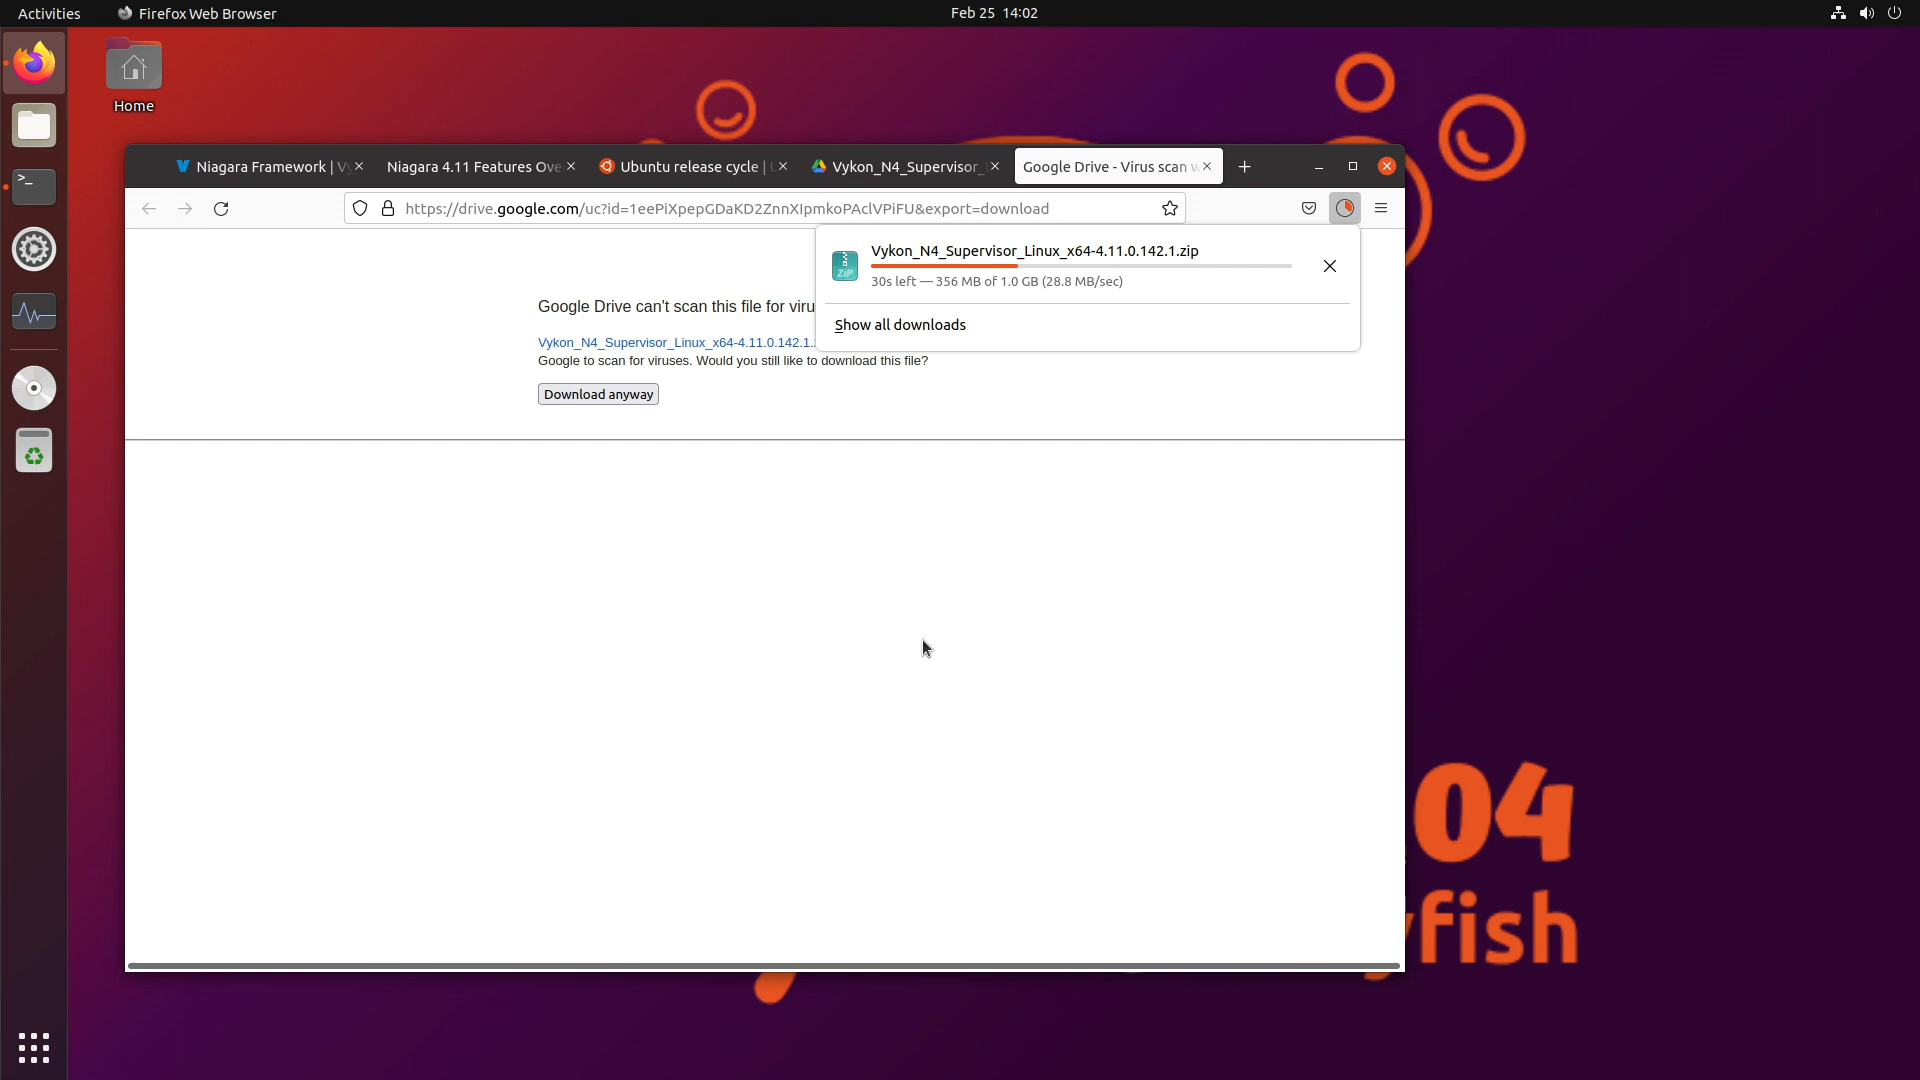 Activities
Firefox Web Browser
Feb 25 14:02
Home
Niagara Framework | Vy
Niagara 4.11 Features Ove
Ubuntu release cycle |
Vykon_N4_Supervisor_
Google Drive - Virus scan w
https://drive.google.com/uc?id=1eePiXpepGDaKD2ZnnXIpmkoPAclVPiFU&export=download
Vykon_N4_Supervisor_Linux_x64-4.11.0.142.1.zip
30s left — 356 MB of 1.0 GB (28.8 MB/sec)
Show all downloads
Google Drive can't scan this file for viru
Vykon_N4_Supervisor_Linux_x64-4.11.0.142.1.
Google to scan for viruses. Would you still like to download this file?
Download anyway
04
fish